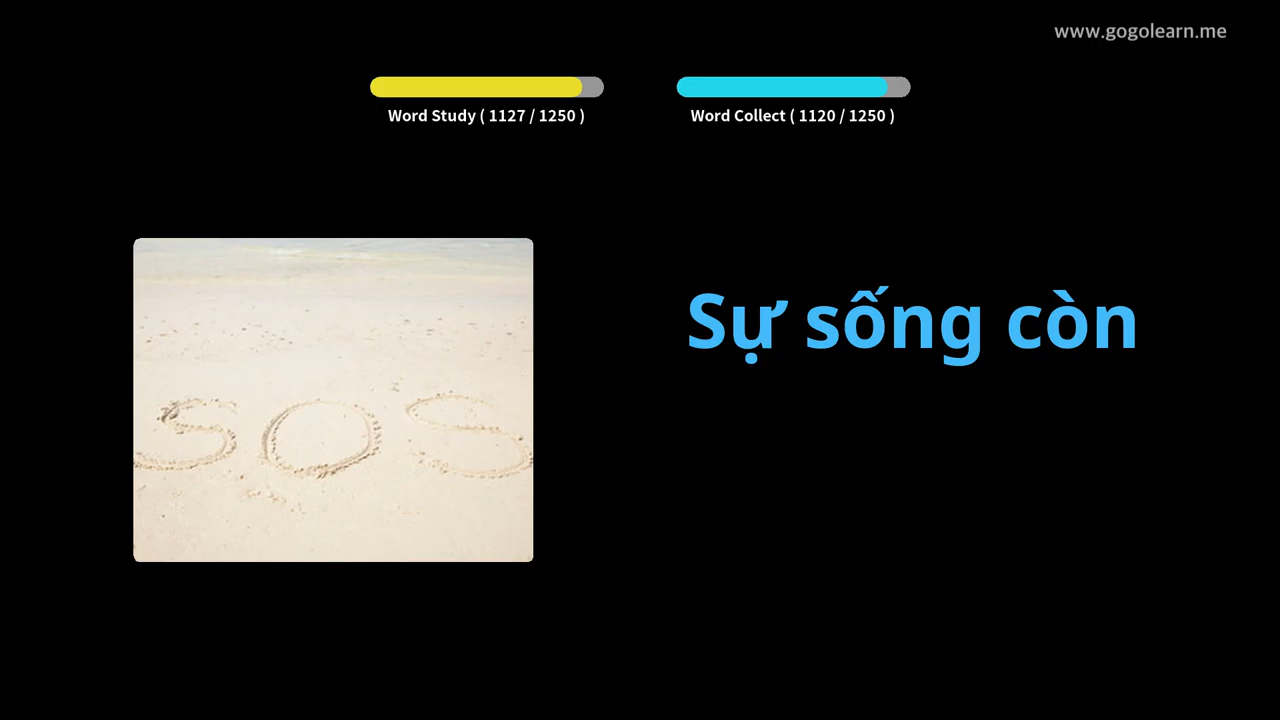 www.gogolearn.me
Word Study ( 1127 / 1250 )
Word Collect ( 1120 / 1250 )
Sự sống còn
SOS